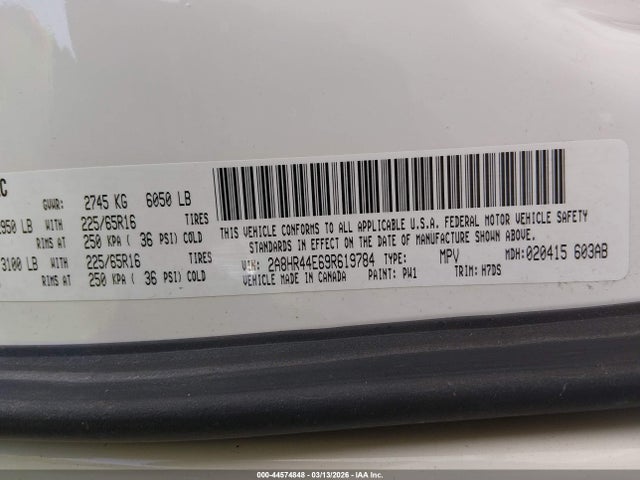 C
GVWR: 2745 KG 6050 LB
950 LB WITH 225/65R16 TIRES
RIMS AT 250 KPA ( 36 PSI) COLD
3100 LB WITH 225/65R16 TIRES
RIMS AT 250 KPA ( 36 PSI) COLD
THIS VEHICLE CONFORMS TO ALL APPLICABLE U.S.A. FEDERAL MOTOR VEHICLE SAFETY
STANDARDS IN EFFECT ON THE DATE OF MANUFACTURE SHOWN ABOVE.
VIN: 2A8HR44E69R619784 TYPE: MPV MDH: 020415 603AB
VEHICLE MADE IN CANADA PAINT: PW1 TRIM: H7DS
000-44574848 | 03/13/2026 | IAA Inc.